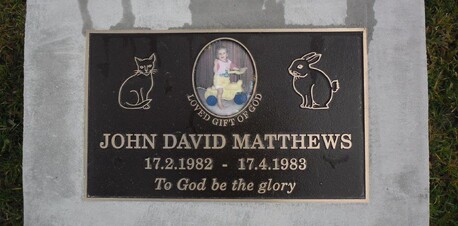 LOVED GIFT OF GOD
JOHN DAVID MATTHEWS
17.2.1982 - 17.4.1983
To God be the glory